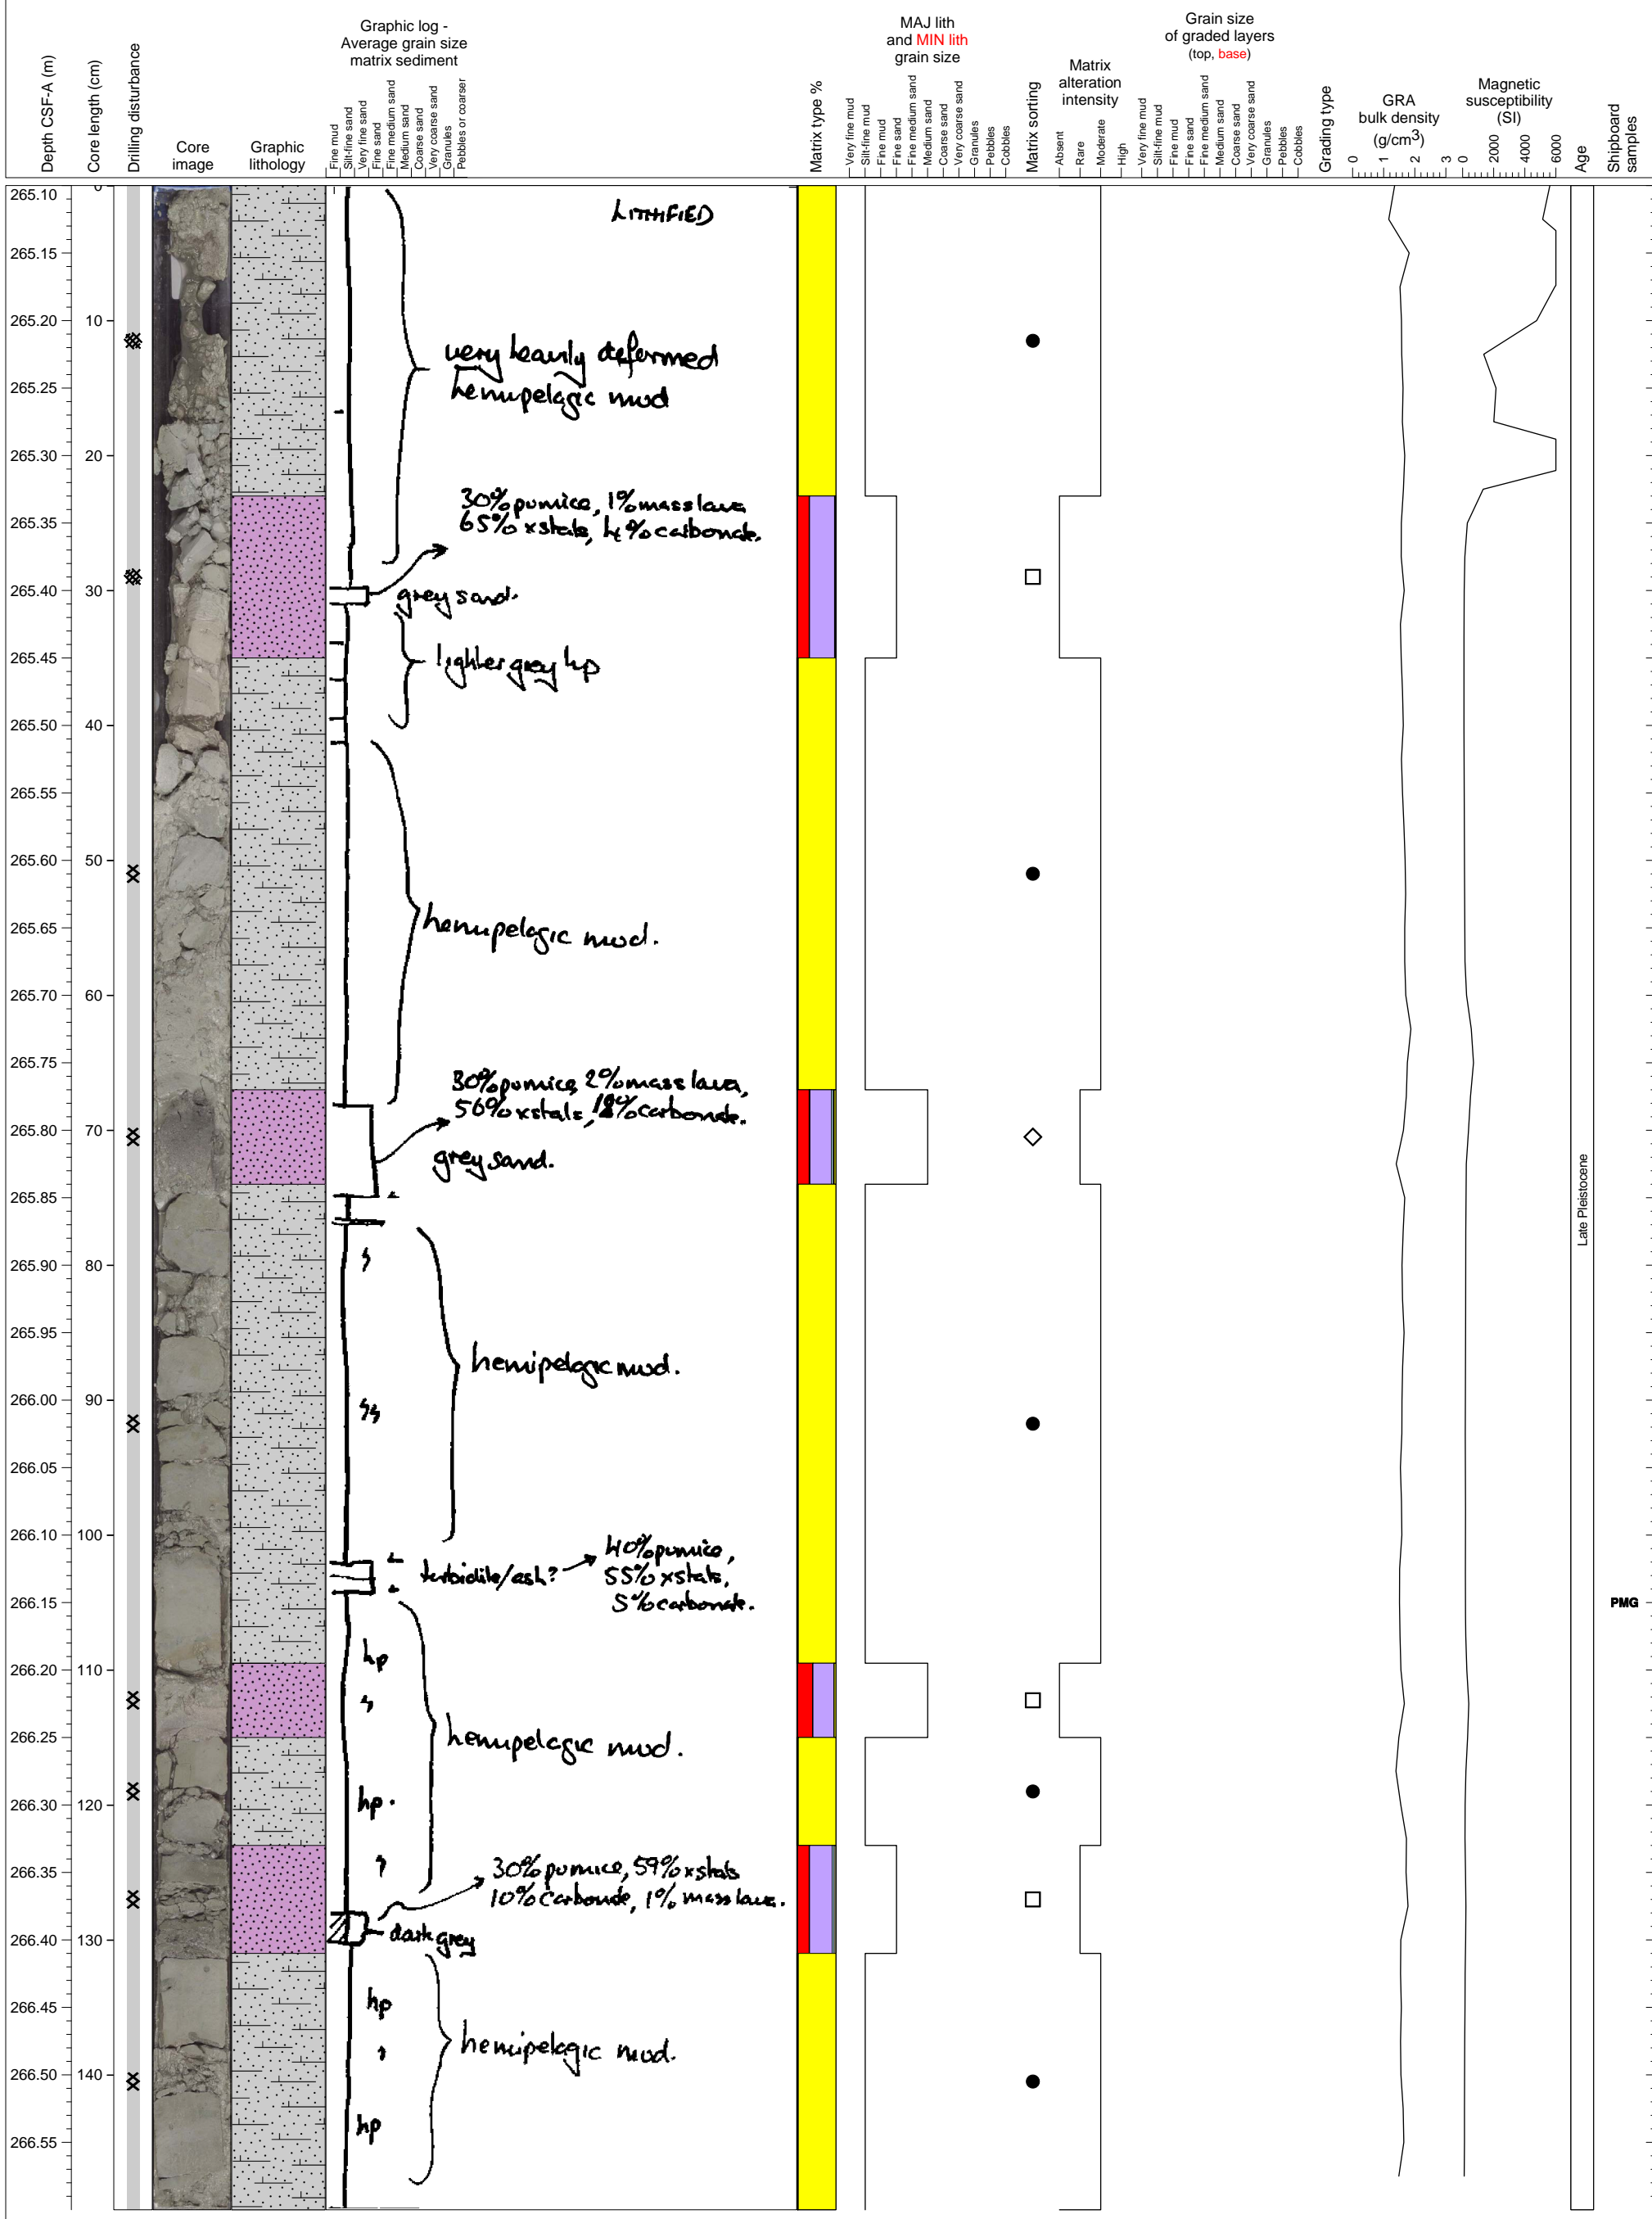 Depth CSF-A (m)
Core length (cm)
Drilling disturbance
Core
image
Graphic
lithology
Graphic log -
Average grain size
matrix sediment
Fine mud
Silt-fine sand
Very fine sand
Fine sand
Fine medium sand
Medium sand
Coarse sand
Very coarse sand
Granules
Pebbles or coarser
Matrix type %
MAJ lith
and MIN lith
grain size
Very fine mud
Silt-fine mud
Fine mud
Fine sand
Fine medium sand
Medium sand
Coarse sand
Very coarse sand
Granules
Pebbles
Cobbles
Matrix sorting
Matrix
alteration
intensity
Absent
Rare
Moderate
High
Grain size
of graded layers
(top, base)
Very fine mud
Silt-fine mud
Fine mud
Fine sand
Fine medium sand
Medium sand
Coarse sand
Very coarse sand
Granules
Pebbles
Cobbles
Grading type
GRA
bulk density
(g/cm3)
0 1 2 3
Magnetic
susceptibility
(SI)
0 2000 4000 6000
Age
Shipboard
samples
265.10 0
LITHIFIED
265.15
265.20 10
very heavily deformed
hemipelagic mud
265.25
265.30 20
30% pumice, 1% mass lava
65% xstals, 4% carbonate.
265.35
265.40 30
grey sand.
265.45
lighter grey hp
265.50 40
265.55
265.60 50
265.65
hemipelagic mud.
265.70 60
265.75
30% pumice, 2% mass lava,
56% xstals, 12% carbonate.
265.80 70
grey sand.
265.85
Late Pleistocene
265.90 80
265.95
hemipelagic mud.
266.00 90
266.05
266.10 100
turbidite/ash?
40% pumice,
55% xstals,
5% carbonate.
266.15
PMG
hp
266.20 110
hemipelagic mud.
266.25
266.30 120
hp.
266.35
30% pumice, 59% xstals
10% carbonate, 1% mass lava.
dark grey
266.40 130
266.45
hp
hemipelagic mud.
266.50 140
hp
266.55